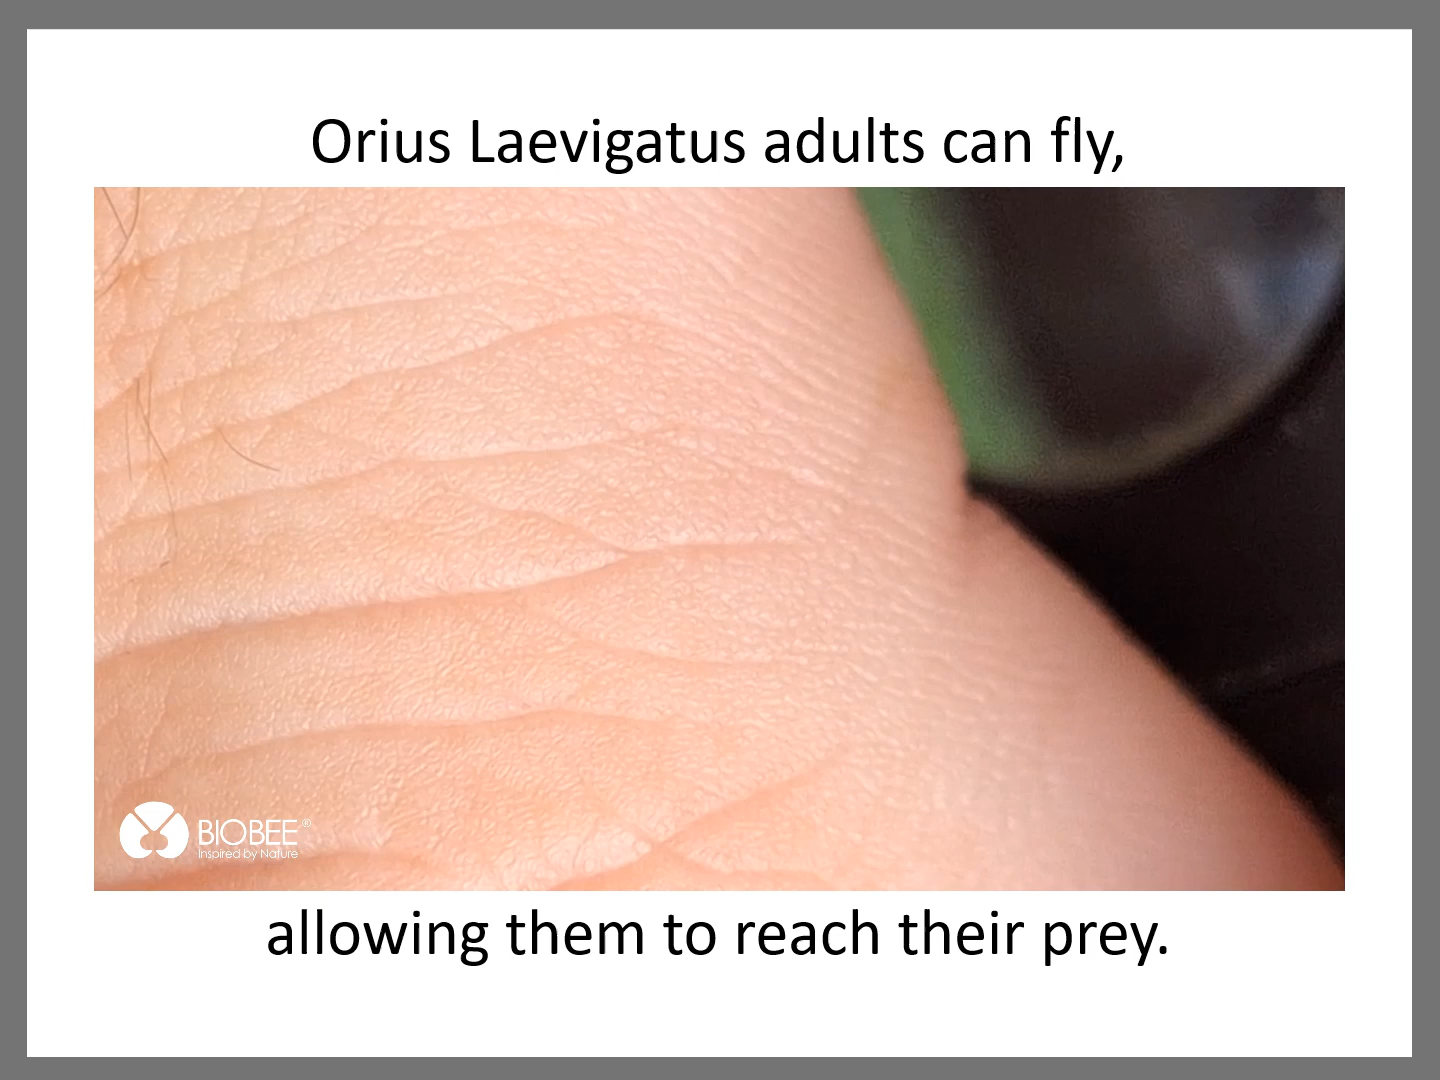 Orius Laevigatus adults can fly,
BIOBEE®
Inspired by Nature
allowing them to reach their prey.